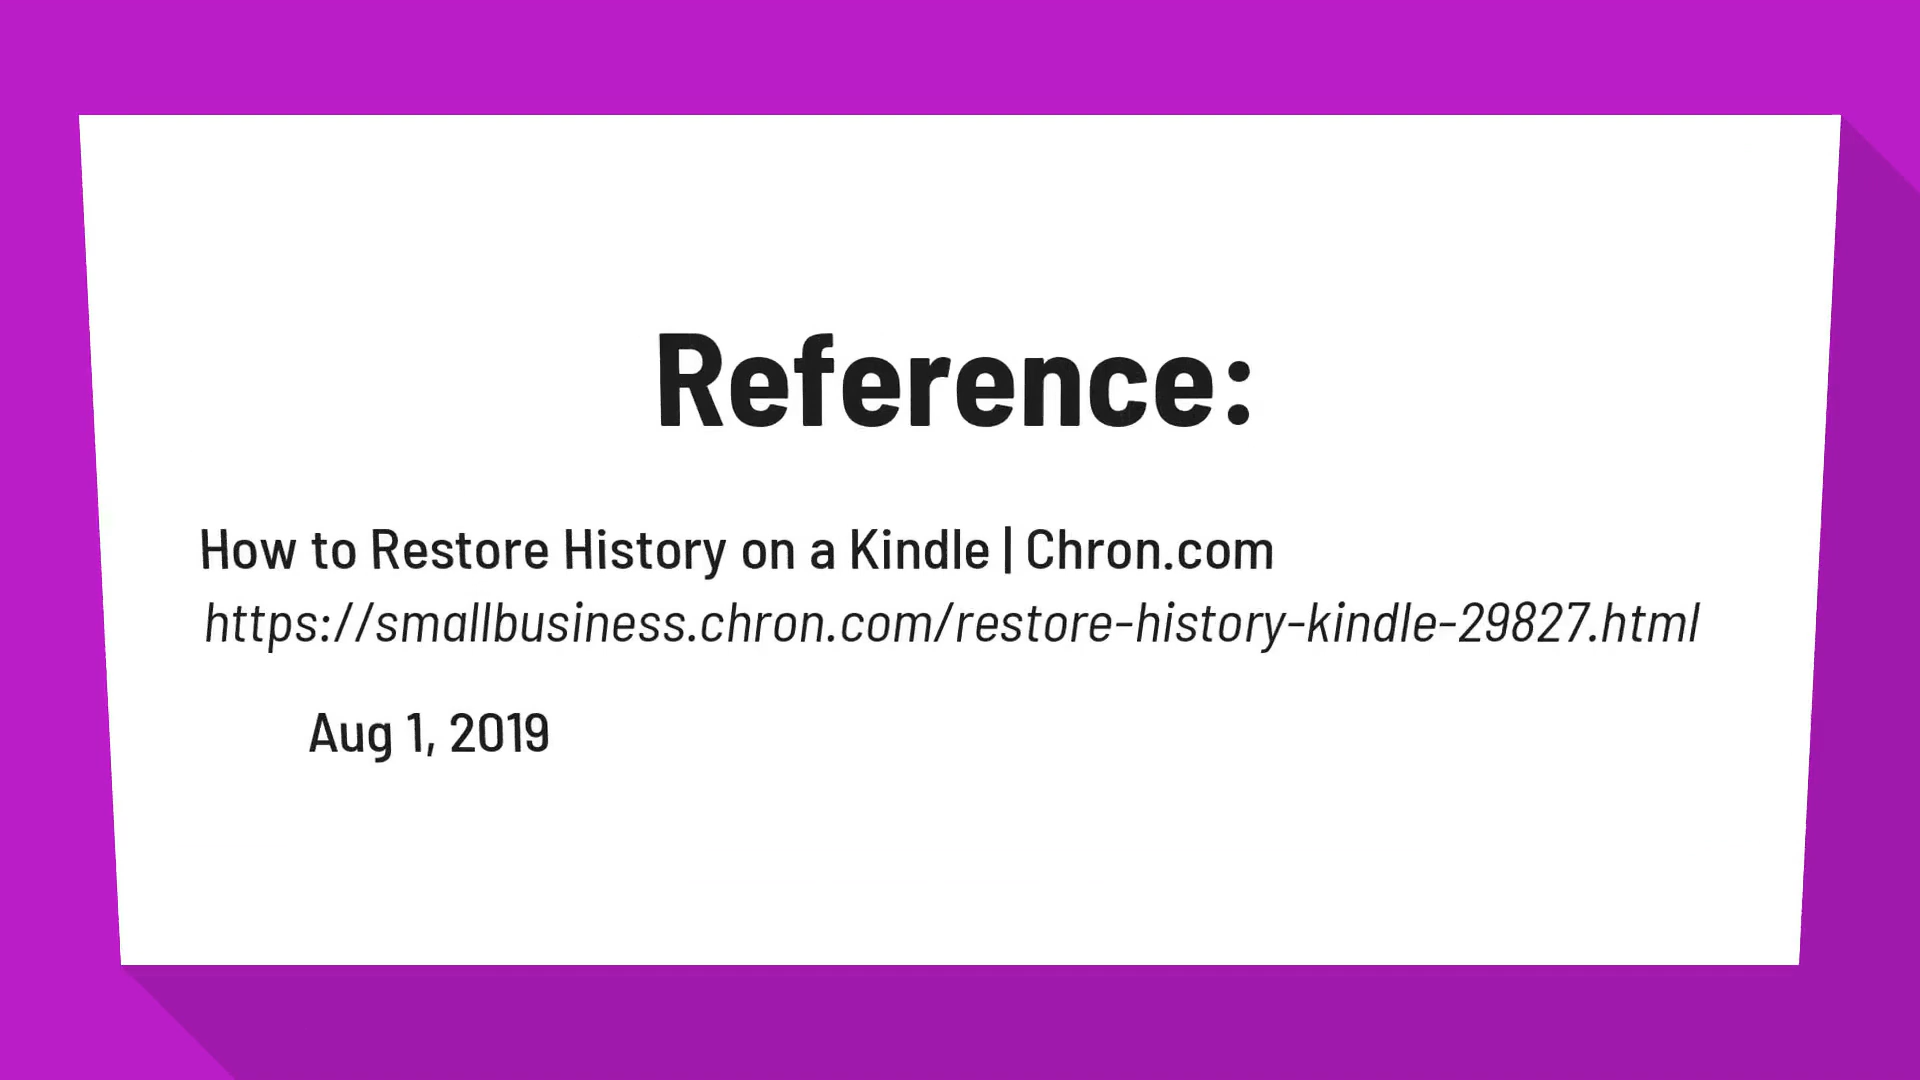 Reference:
How to Restore History on a Kindle | Chron.com
https://smallbusiness.chron.com/restore-history-kindle-29827.html
Aug 1, 2019